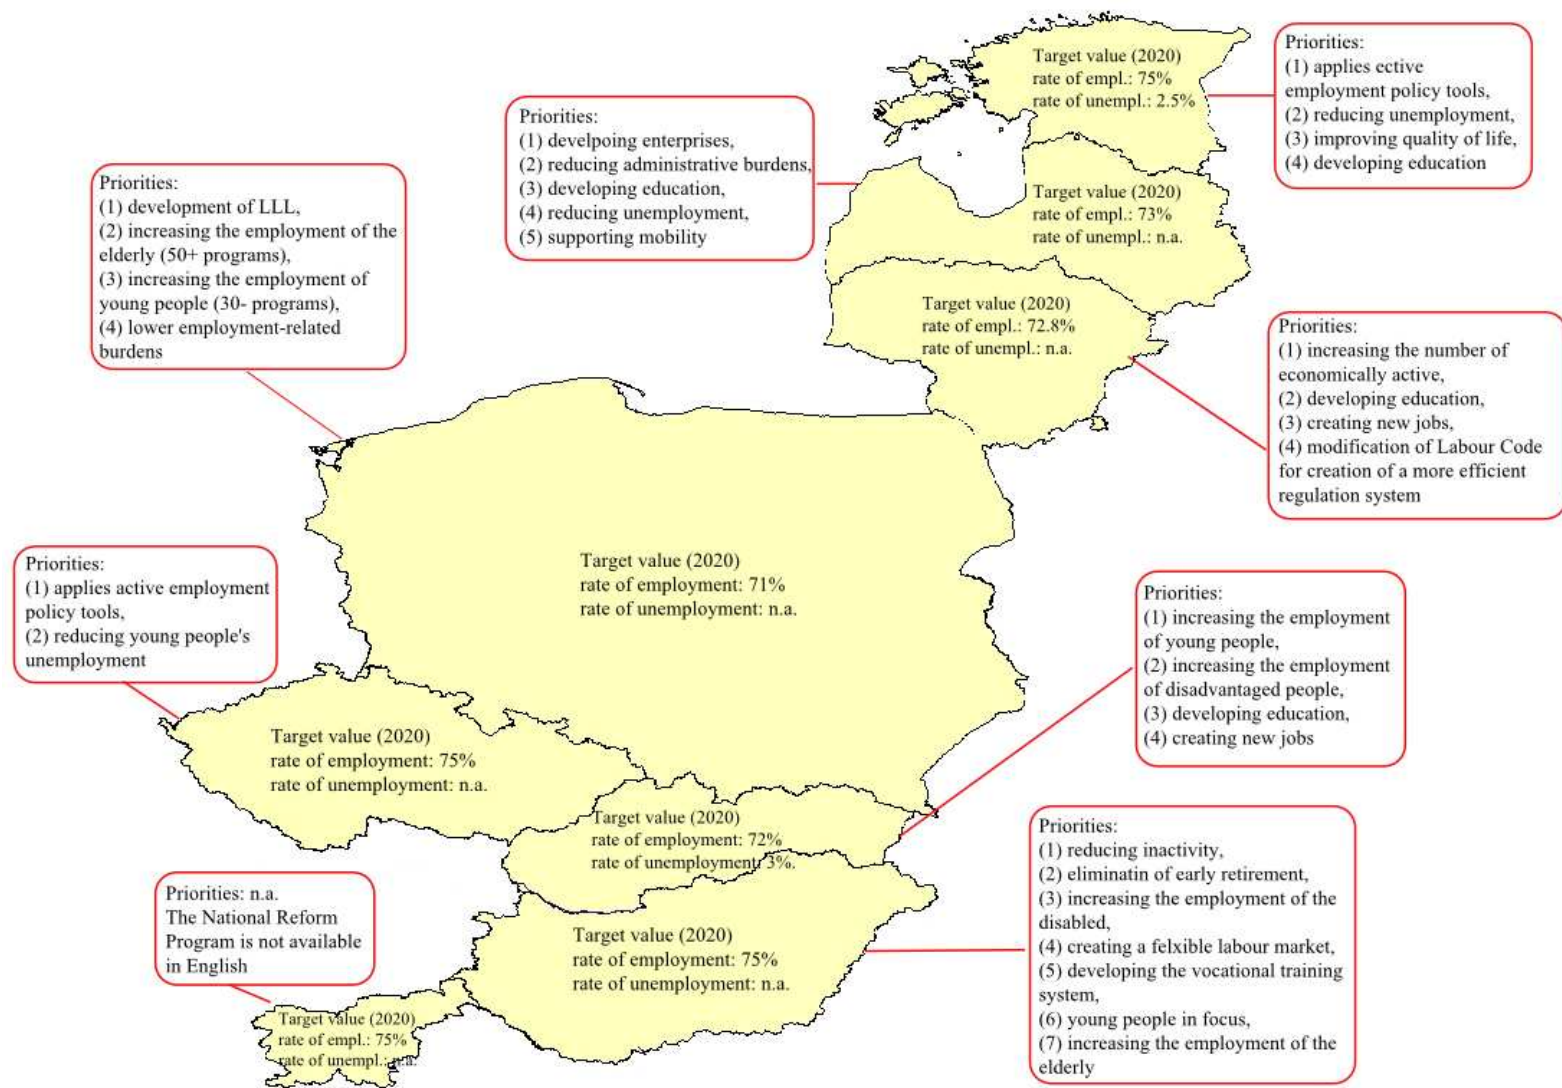 Target value (2020)
rate of empl.: 75%
rate of unempl.: 2.5%
Priorities:
(1) applies ective
employment policy tools,
(2) reducing unemployment,
(3) improving quality of life,
(4) developing education
Priorities:
(1) develpoing enterprises,
(2) reducing administrative burdens,
(3) developing education,
(4) reducing unemployment,
(5) supporting mobility
Target value (2020)
rate of empl.: 73%
rate of unempl.: n.a.
Priorities:
(1) development of LLL,
(2) increasing the employment of the
elderly (50+ programs),
(3) increasing the employment of
young people (30- programs),
(4) lower employment-related
burdens
Target value (2020)
rate of empl.: 72.8%
rate of unempl.: n.a.
Priorities:
(1) increasing the number of
economically active,
(2) developing education,
(3) creating new jobs,
(4) modification of Labour Code
for creation of a more efficient
regulation system
Target value (2020)
rate of employment: 71%
rate of unemployment: n.a.
Priorities:
(1) applies active employment
policy tools,
(2) reducing young people's
unemployment
Priorities:
(1) increasing the employment
of young people,
(2) increasing the employment
of disadvantaged people,
(3) developing education,
(4) creating new jobs
Target value (2020)
rate of employment: 75%
rate of unemployment: n.a.
Target value (2020)
rate of employment: 72%
rate of unemployment: 3%.
Priorities:
(1) reducing inactivity,
(2) eliminatin of early retirement,
(3) increasing the employment of the
disabled,
(4) creating a felxible labour market,
(5) developing the vocational training
system,
(6) young people in focus,
(7) increasing the employment of the
elderly
Priorities: n.a.
The National Reform
Program is not available
in English
Target value (2020)
rate of employment: 75%
rate of unemployment: n.a.
Target value (2020)
rate of empl.: 75%
rate of unempl.: n.a.